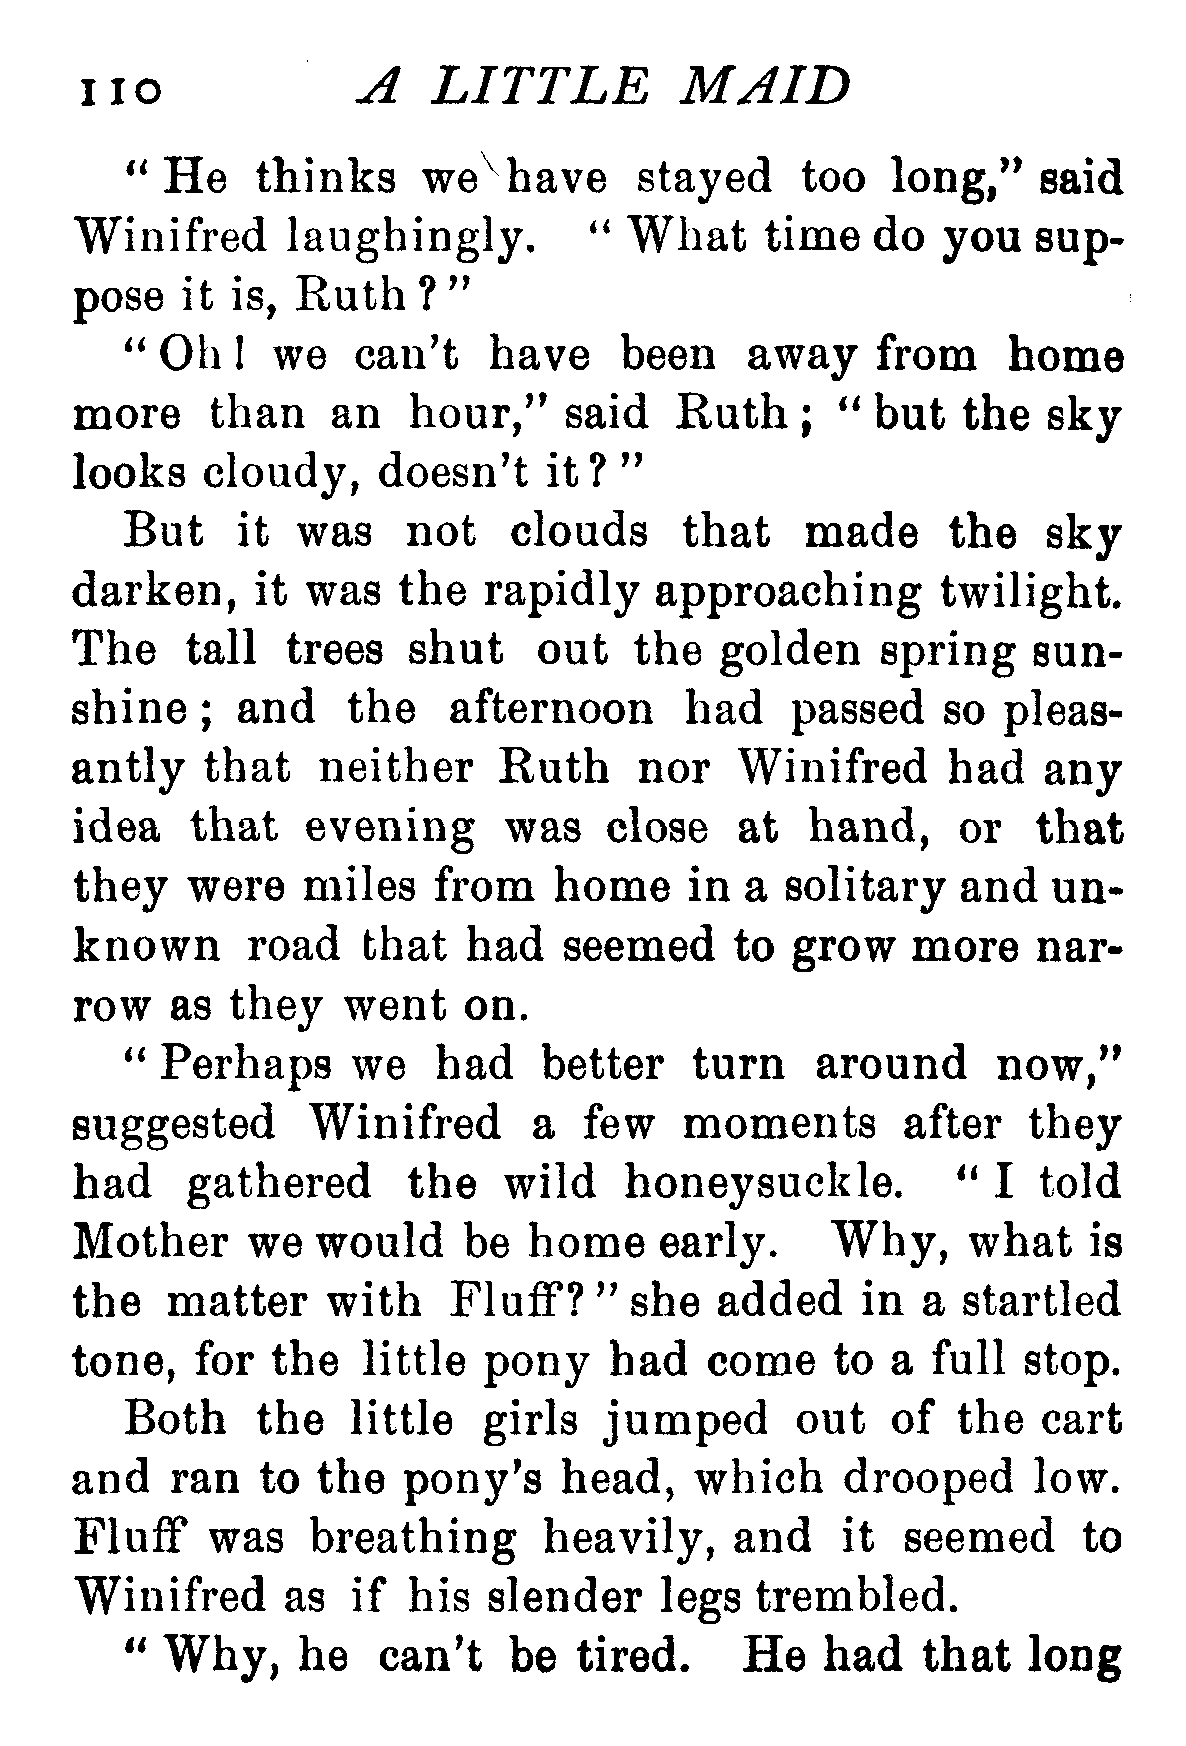 110 A LITTLE MAID
“ He thinks we have stayed too long,” said
Winifred laughingly. “ What time do you sup-
pose it is, Ruth ? ”
“ Oh ! we can’t have been away from home
more than an hour,” said Ruth ; “ but the sky
looks cloudy, doesn’t it ? ”
But it was not clouds that made the sky
darken, it was the rapidly approaching twilight.
The tall trees shut out the golden spring sun-
shine ; and the afternoon had passed so pleas-
antly that neither Ruth nor Winifred had any
idea that evening was close at hand, or that
they were miles from home in a solitary and un-
known road that had seemed to grow more nar-
row as they went on.
“ Perhaps we had better turn around now,”
suggested Winifred a few moments after they
had gathered the wild honeysuckle. “ I told
Mother we would be home early. Why, what is
the matter with Fluff? ” she added in a startled
tone, for the little pony had come to a full stop.
Both the little girls jumped out of the cart
and ran to the pony’s head, which drooped low.
Fluff was breathing heavily, and it seemed to
Winifred as if his slender legs trembled.
“ Why, he can’t be tired. He had that long